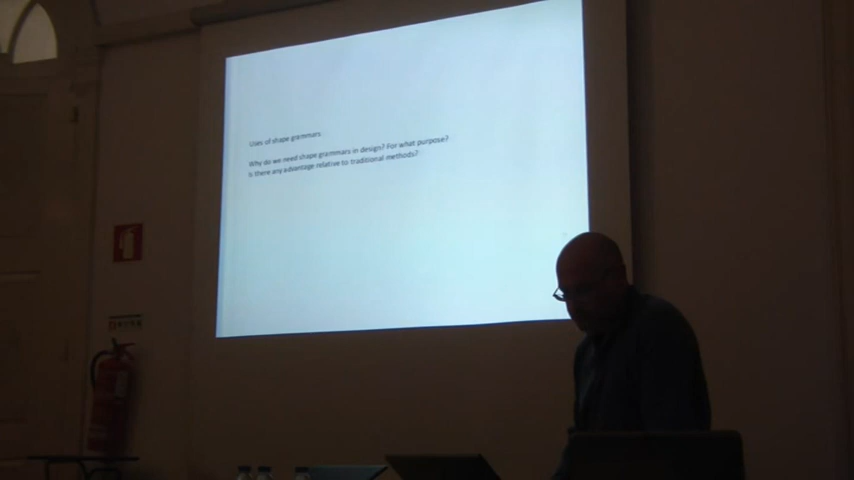 Uses of shape grammars
Why do we need shape grammars in design? For what purpose?
Is there any advantage relative to traditional methods?